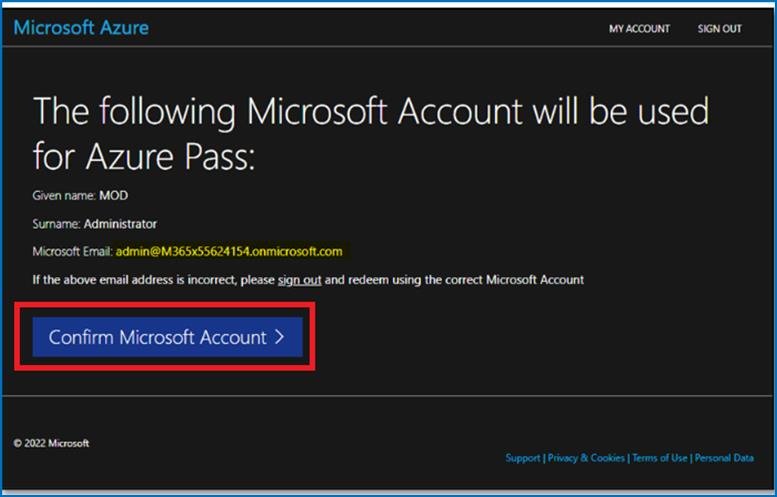 Microsoft Azure
MY ACCOUNT
SIGN OUT
The following Microsoft Account will be used
for Azure Pass:
Given name: MOD
Surname: Administrator
Microsoft Email: admin@M365x55624154.onmicrosoft.com
If the above email address is incorrect, please sign out and redeem using the correct Microsoft Account
Confirm Microsoft Account >
© 2022 Microsoft
Support | Privacy & Cookies | Terms of Use | Personal Data